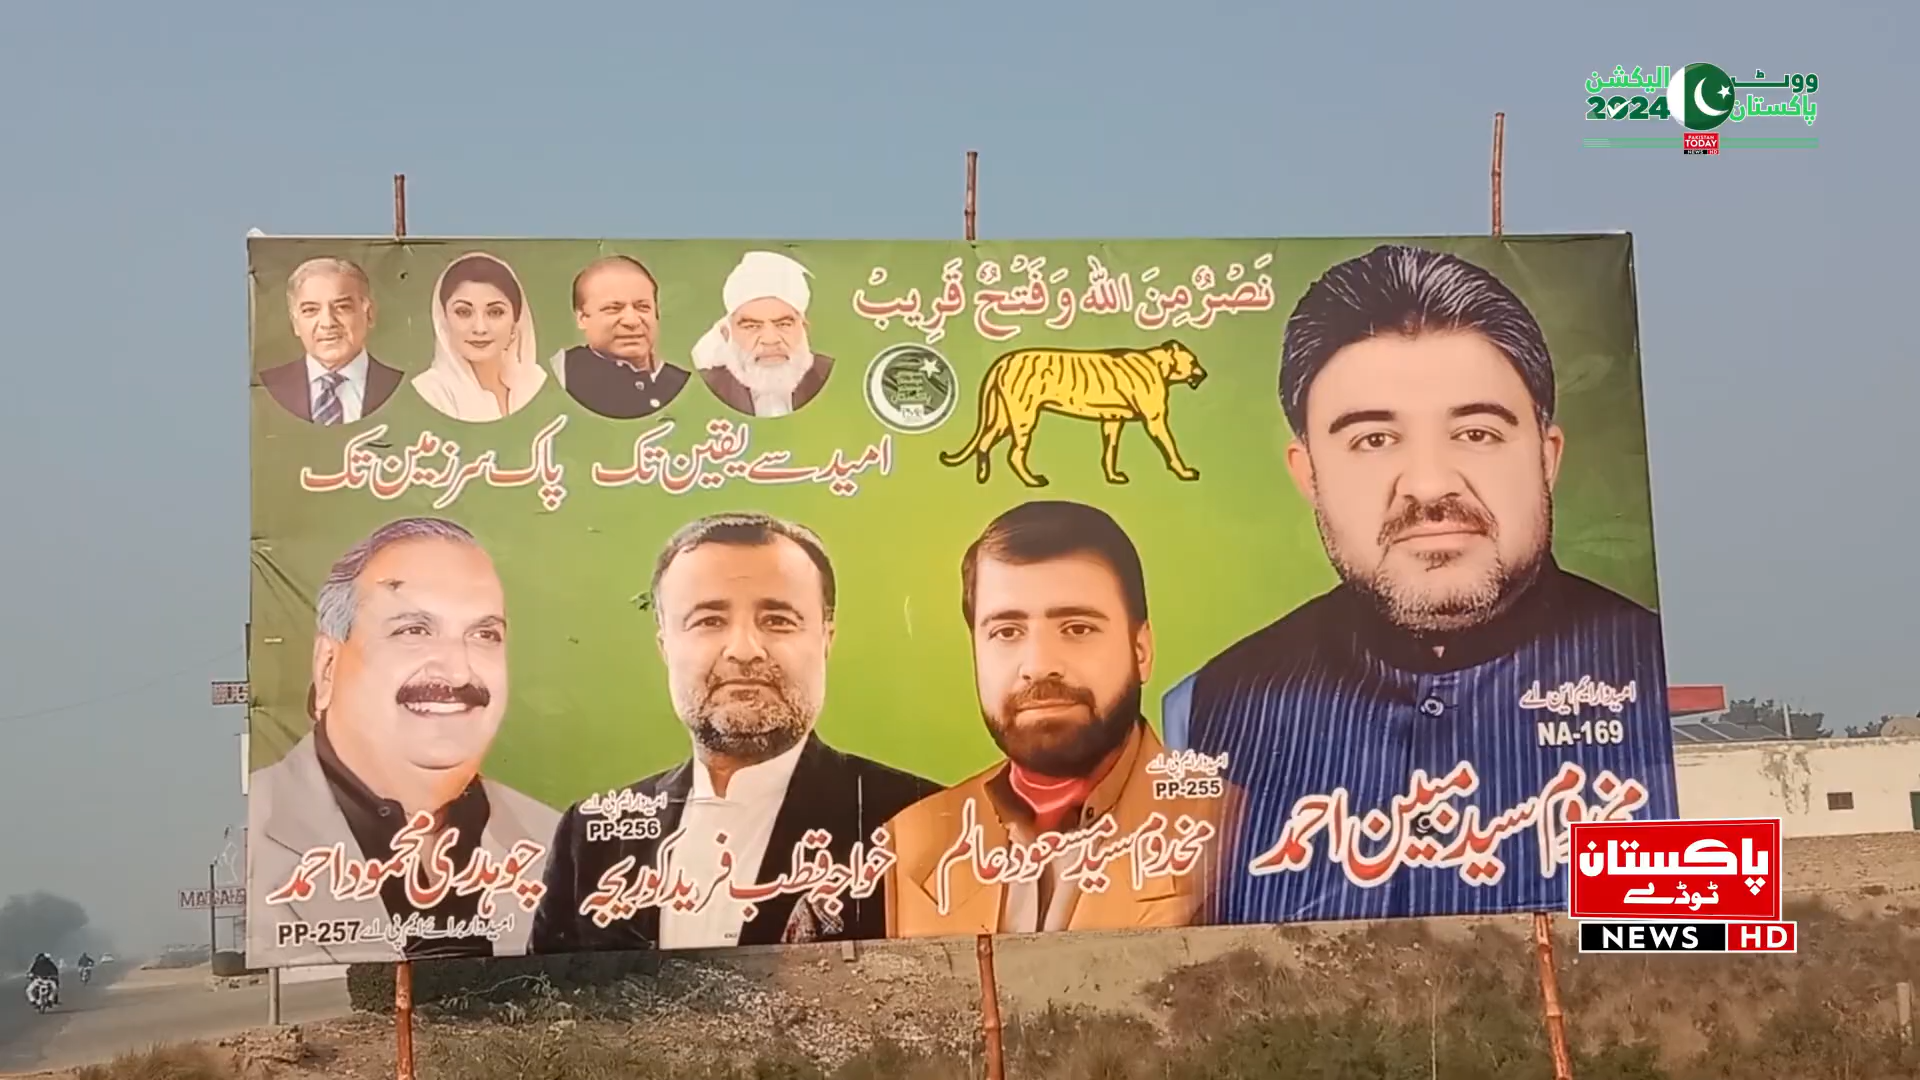 ووٹ الیکشن
پاکستان 2024
PAKISTAN
TODAY
NEWS HD
نَصْرٌ مِنَ اللّٰہ وَ فَتْحٌ قَرِیبْ
امید سے یقین تک پاک سرزمین تک
امیدوار ایم این اے
NA-169
مخدوم سید مبین احمد
امیدوار ایم پی اے
PP-255
مخدوم سید مسعود عالم
امیدوار ایم پی اے
PP-256
خواجہ قطب فرید کوریجہ
چوہدری محمود احمد
امیدوار برائے ایم پی اے PP-257
پاکستان
ٹوڈے
NEWS HD